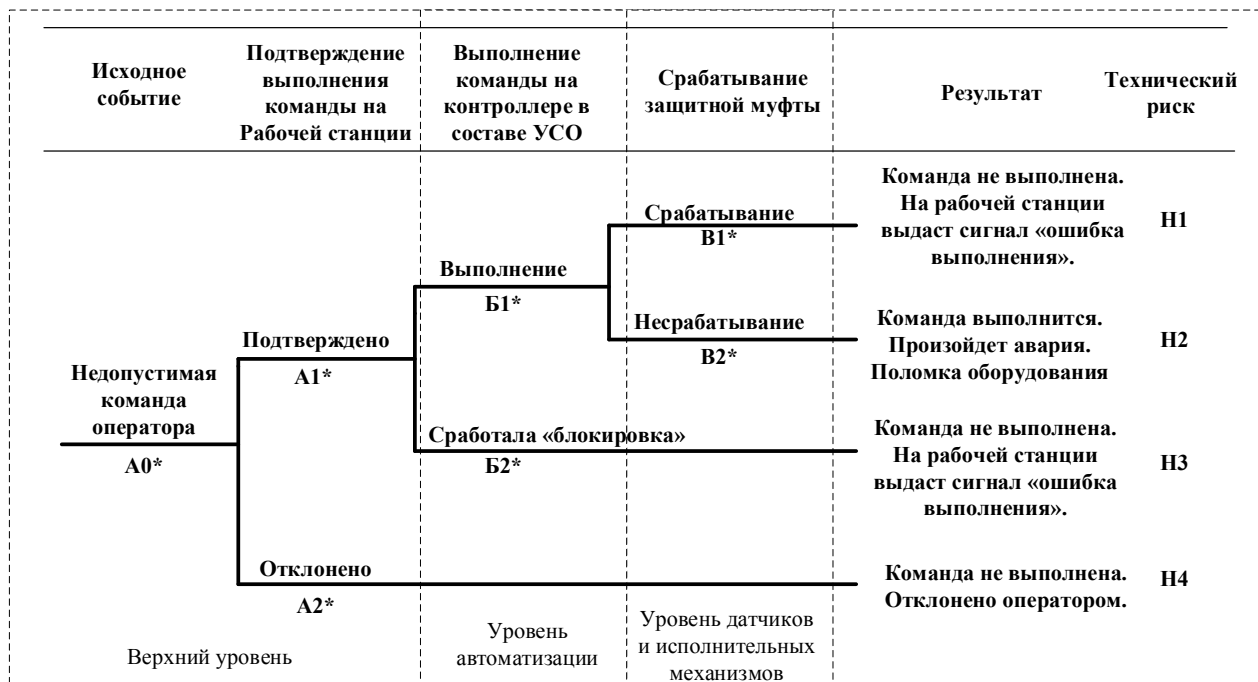 Исходное
событие
Подтверждение
выполнения
команды на
Рабочей станции
Выполнение
команды на
контроллере в
составе УСО
Срабатывание
защитной муфты
Результат
Технический
риск
Недопустимая
команда
оператора
А0*
Подтверждено
А1*
Отклонено
А2*
Выполнение
Б1*
Сработала «блокировка»
Б2*
Срабатывание
В1*
Несрабатывание
В2*
Команда не выполнена.
На рабочей станции
выдаст сигнал «ошибка
выполнения».
Н1
Команда выполнится.
Произойдет авария.
Поломка оборудования
Н2
Команда не выполнена.
На рабочей станции
выдаст сигнал «ошибка
выполнения».
Н3
Команда не выполнена.
Отклонено оператором.
Н4
Верхний уровень
Уровень
автоматизации
Уровень датчиков
и исполнительных
механизмов